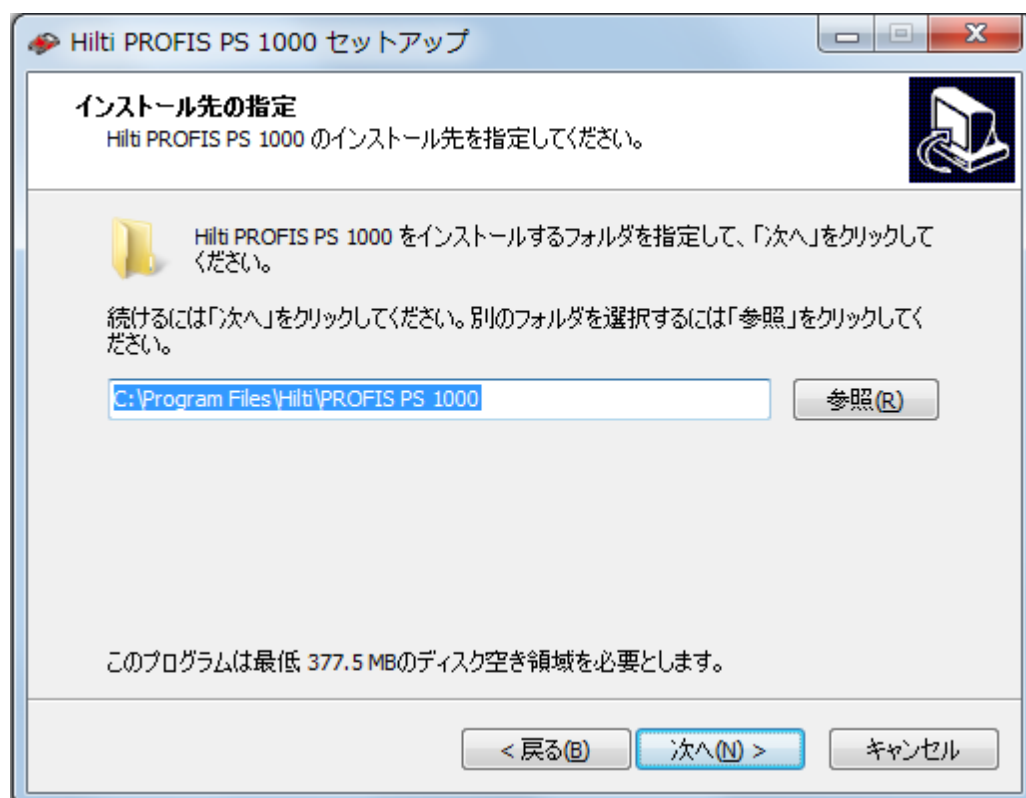 Hilti PROFIS PS 1000 セットアップ
インストール先の指定
Hilti PROFIS PS 1000 のインストール先を指定してください。
Hilti PROFIS PS 1000 をインストールするフォルダを指定して、「次へ」をクリックして
ください。
続けるには「次へ」をクリックしてください。別のフォルダを選択するには「参照」をクリックしてく
ださい。
C:\Program Files\Hilti\PROFIS PS 1000
参照(R)
このプログラムは最低 377.5 MBのディスク空き領域を必要とします。
< 戻る(B)
次へ(N) >
キャンセル